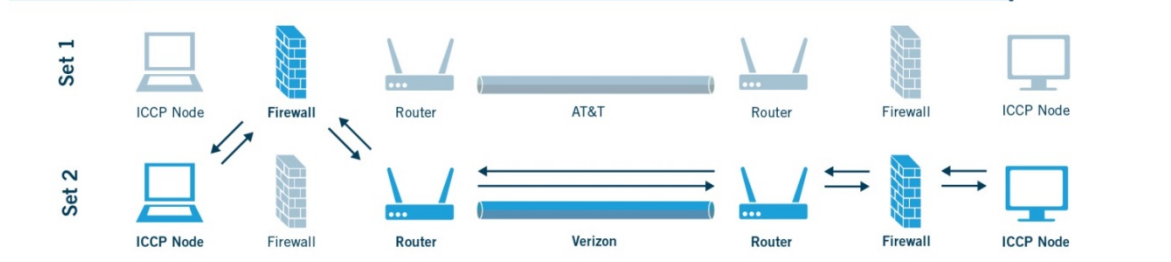 Set 1
ICCP Node
Firewall
Router
AT&T
Router
Firewall
ICCP Node
Set 2
ICCP Node
Firewall
Router
Verizon
Router
Firewall
ICCP Node